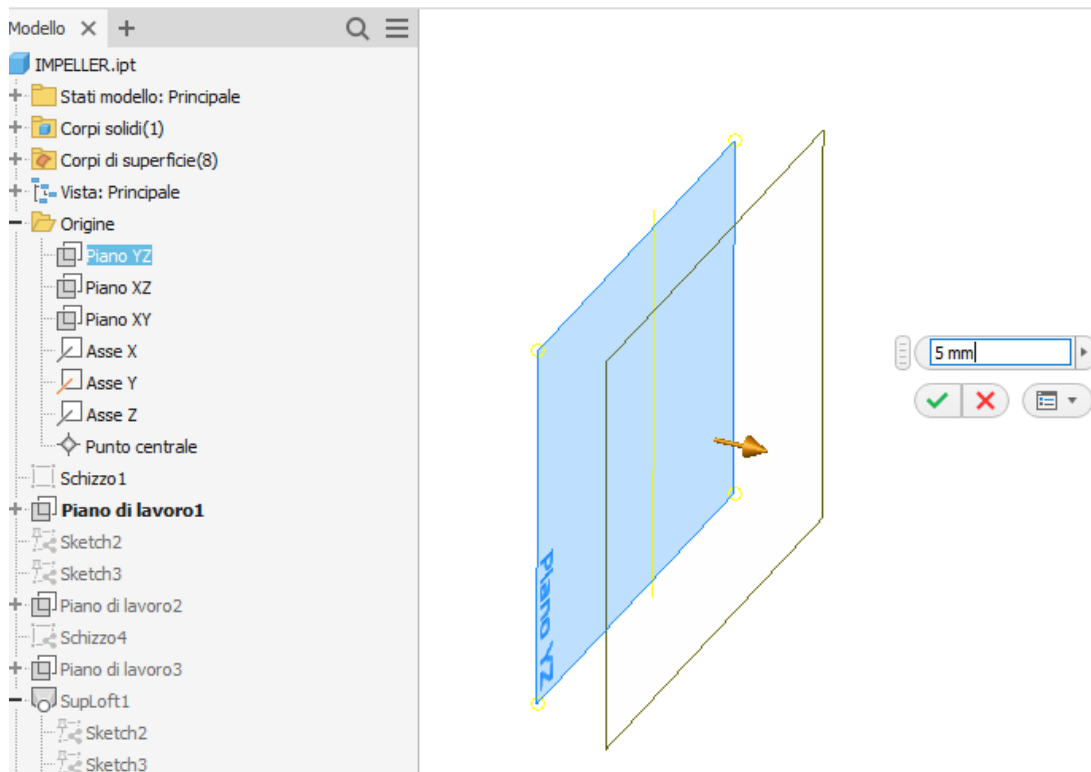 Modello
IMPELLER.ipt
Stati modello: Principale
Corpi solidi(1)
Corpi di superficie(8)
Vista: Principale
Origine
Piano YZ
Piano XZ
Piano XY
Asse X
Asse Y
Asse Z
Punto centrale
Schizzo1
Piano di lavoro1
Sketch2
Sketch3
Piano di lavoro2
Schizzo4
Piano di lavoro3
SupLoft1
Sketch2
Sketch3
Piano YZ
5 mm